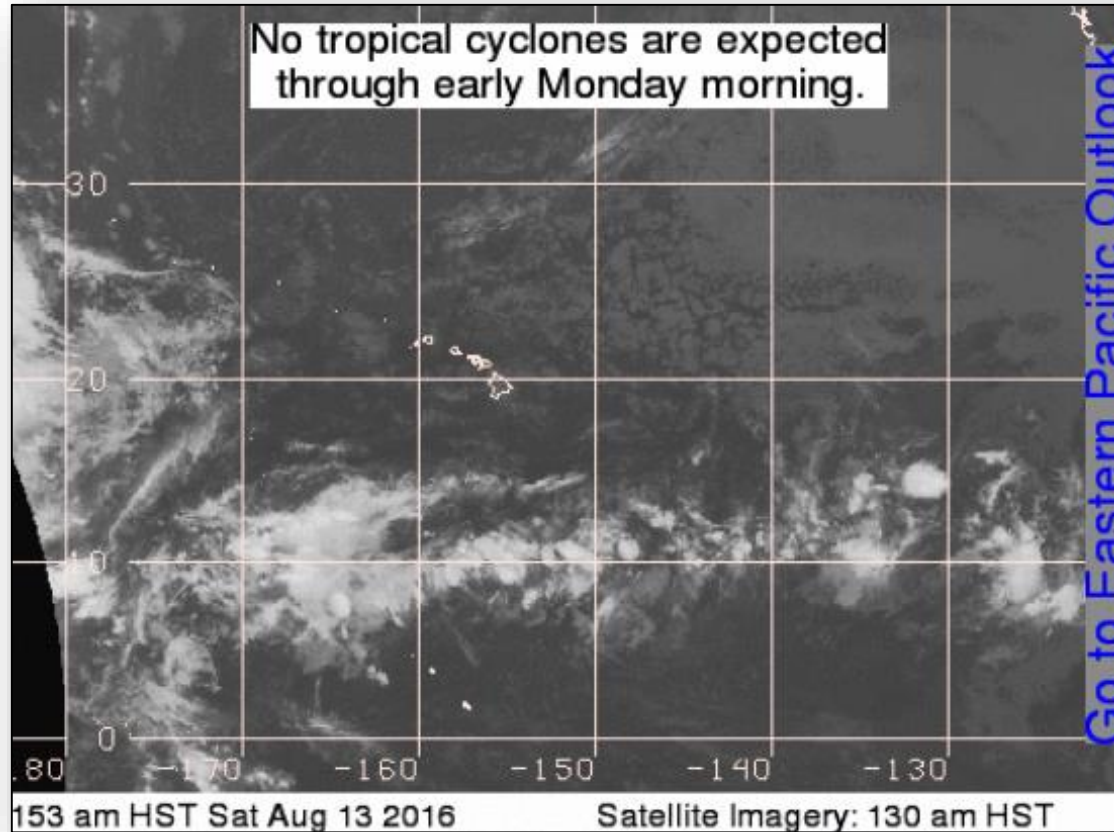 No tropical cyclones are expected
through early Monday morning.
Go to Eastern Pacific Outlook
30
20
10
0
.80 -170 -160 -150 -140 -130
153 am HST Sat Aug 13 2016 Satellite Imagery: 130 am HST